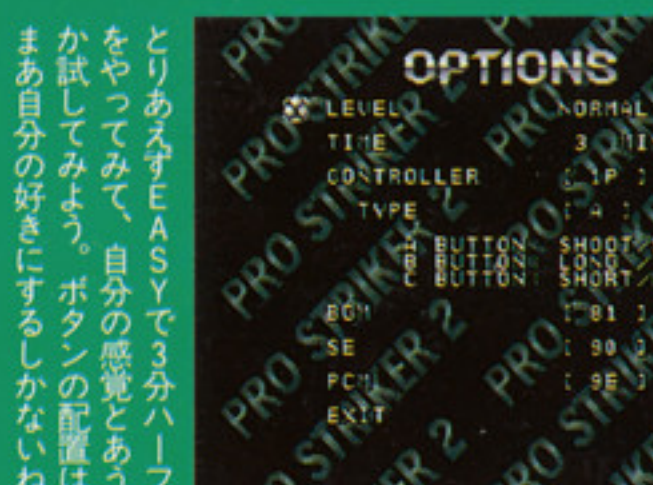 とりあえずEASYで3分ハーフ
をやってみて、自分の感覚とあう
か試してみよう。ボタンの配置は
まあ自分の好きにするしかないね
PRO STRIKER 2
OPTIONS
LEVEL NORMAL
TIME 3 MIN
CONTROLLER [ 1P ]
TYPE [ A ]
A BUTTON SHOOT/
B BUTTON LONG/
C BUTTON SHORT/
BGM [ 81 ]
SE [ 90 ]
PCM [ 9E ]
EXIT